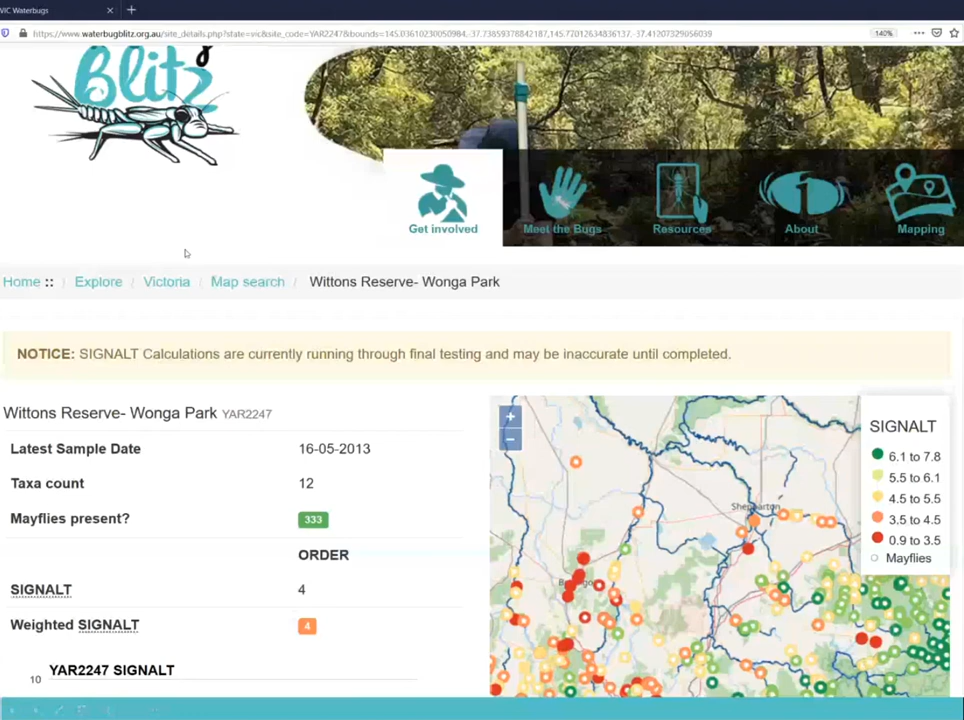 VIC Waterbugs
https://www.waterbugblitz.org.au/site_details.php?state=vic&site_code=YAR2247&bounds=145.03610230050984,-37.73859378842187,145.77012634836137,-37.41207329056039
140%
Blitz
Get involved
Meet the Bugs
Resources
About
Mapping
Home :: / Explore / Victoria / Map search / Wittons Reserve- Wonga Park
NOTICE: SIGNALT Calculations are currently running through final testing and may be inaccurate until completed.
Wittons Reserve- Wonga Park YAR2247
Latest Sample Date 16-05-2013
Taxa count 12
Mayflies present? 333
ORDER
SIGNALT 4
Weighted SIGNALT 4
YAR2247 SIGNALT
10
SIGNALT
6.1 to 7.8
5.5 to 6.1
4.5 to 5.5
3.5 to 4.5
0.9 to 3.5
Mayflies